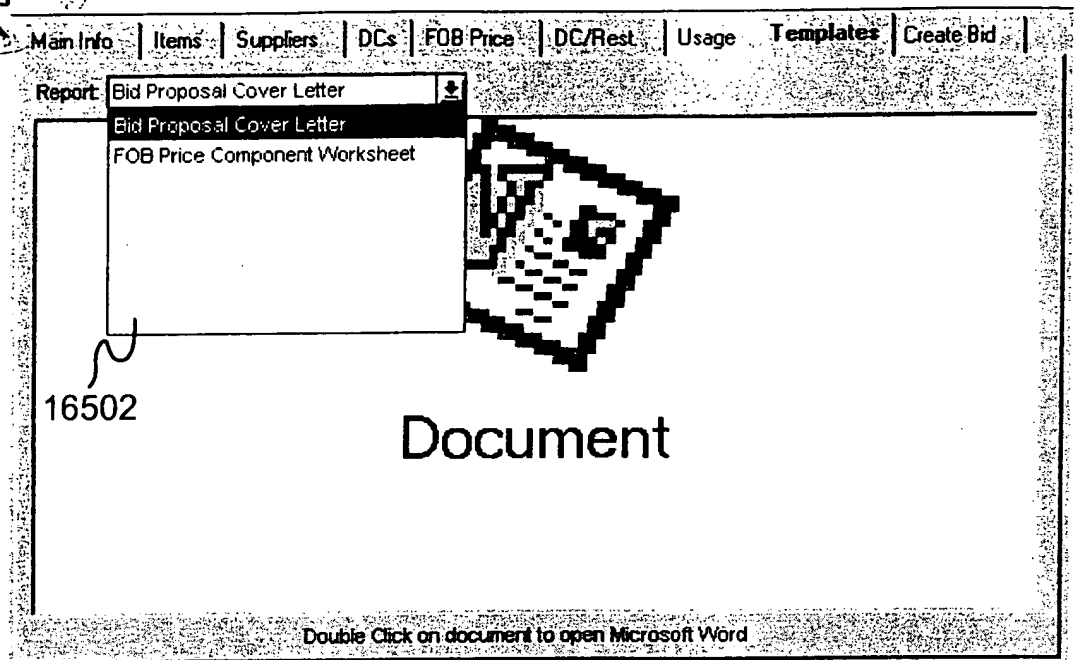 Main Info Items Suppliers DCs FOB Price DC/Rest. Usage Templates Create Bid
Report: Bid Proposal Cover Letter
Bid Proposal Cover Letter
FOB Price Component Worksheet
16502
Document
Double Click on document to open Microsoft Word